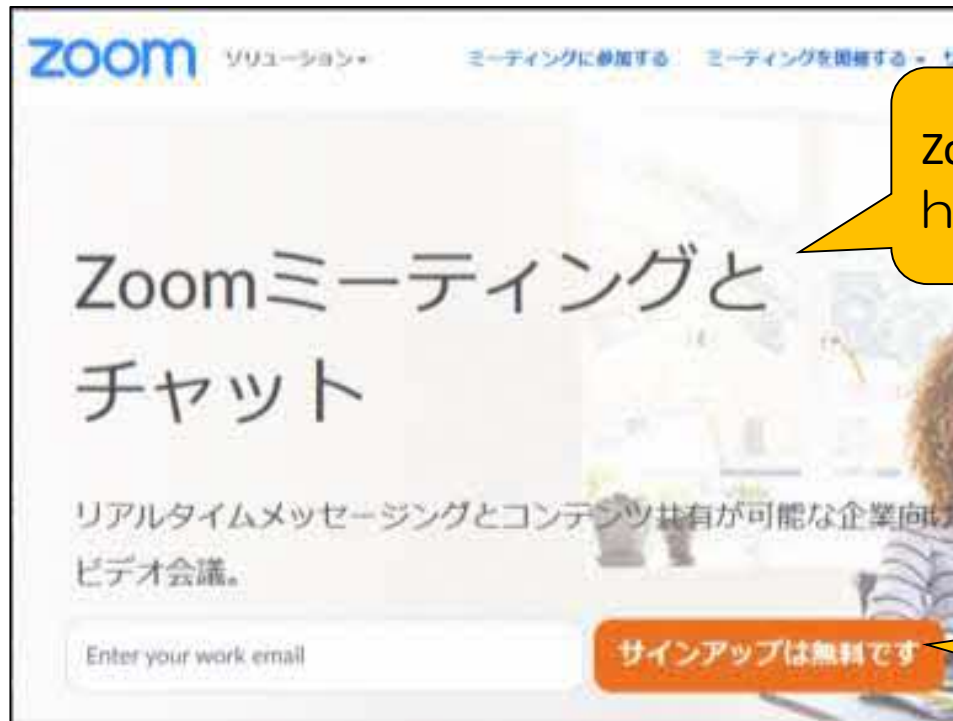 zoom ソリューション ミーティングに参加する ミーティングを開催する
Zoomミーティングと
チャット
リアルタイムメッセージングとコンテンツ共有が可能な企業向け
ビデオ会議。
Enter your work email
サインアップは無料です